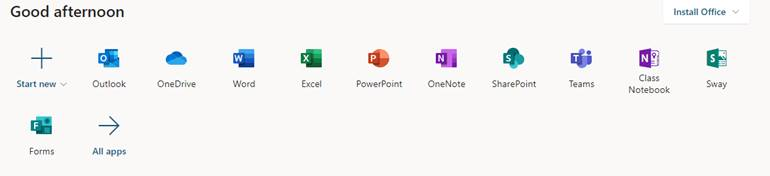 Good afternoon
Install Office
Start new
Outlook
OneDrive
Word
Excel
PowerPoint
OneNote
SharePoint
Teams
Class
Notebook
Sway
Forms
All apps